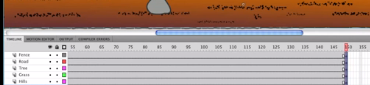 TIMELINE MOTION EDITOR OUTPUT COMPILER ERRORS
55 60 65 70 75 80 85 90 95 100 105 110 115 120 125 130 135 140 145 155
Fence
Road
Tree
Grass
Hills